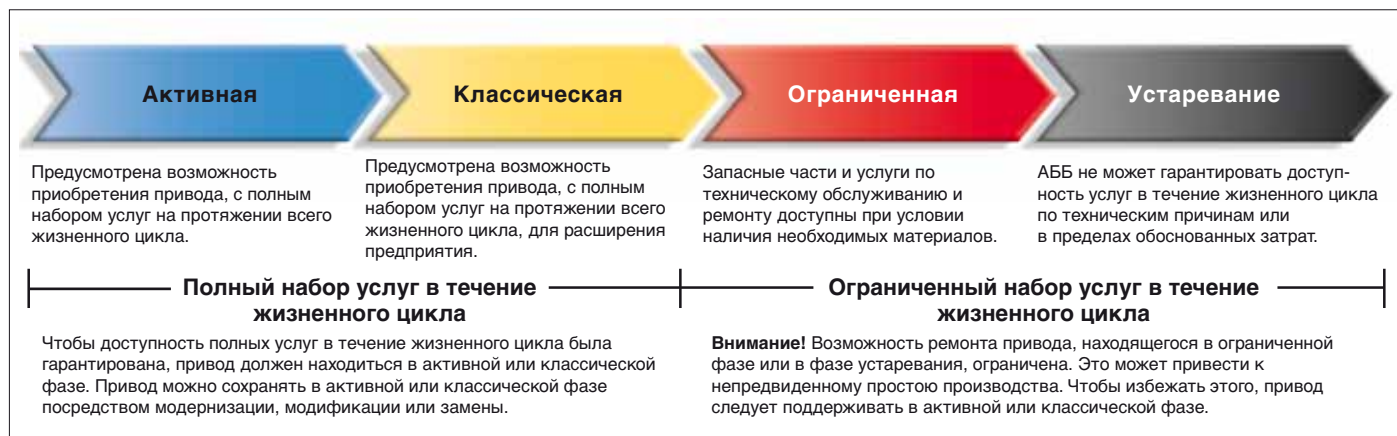 Активная
Классическая
Ограниченная
Устаревание
Предусмотрена возможность
приобретения привода, с полным
набором услуг на протяжении всего
жизненного цикла.
Предусмотрена возможность
приобретения привода, с полным
набором услуг на протяжении всего
жизненного цикла, для расширения
предприятия.
Запасные части и услуги по
техническому обслуживанию и
ремонту доступны при условии
наличия необходимых материалов.
АББ не может гарантировать доступ-
ность услуг в течение жизненного цикла
по техническим причинам или
в пределах обоснованных затрат.
Полный набор услуг в течение
жизненного цикла
Чтобы доступность полных услуг в течение жизненного цикла была
гарантирована, привод должен находиться в активной или классической
фазе. Привод можно сохранять в активной или классической фазе
посредством модернизации, модификации или замены.
Ограниченный набор услуг в течение
жизненного цикла
Внимание! Возможность ремонта привода, находящегося в ограниченной
фазе или в фазе устаревания, ограничена. Это может привести к
непредвиденному простою производства. Чтобы избежать этого, привод
следует поддерживать в активной или классической фазе.